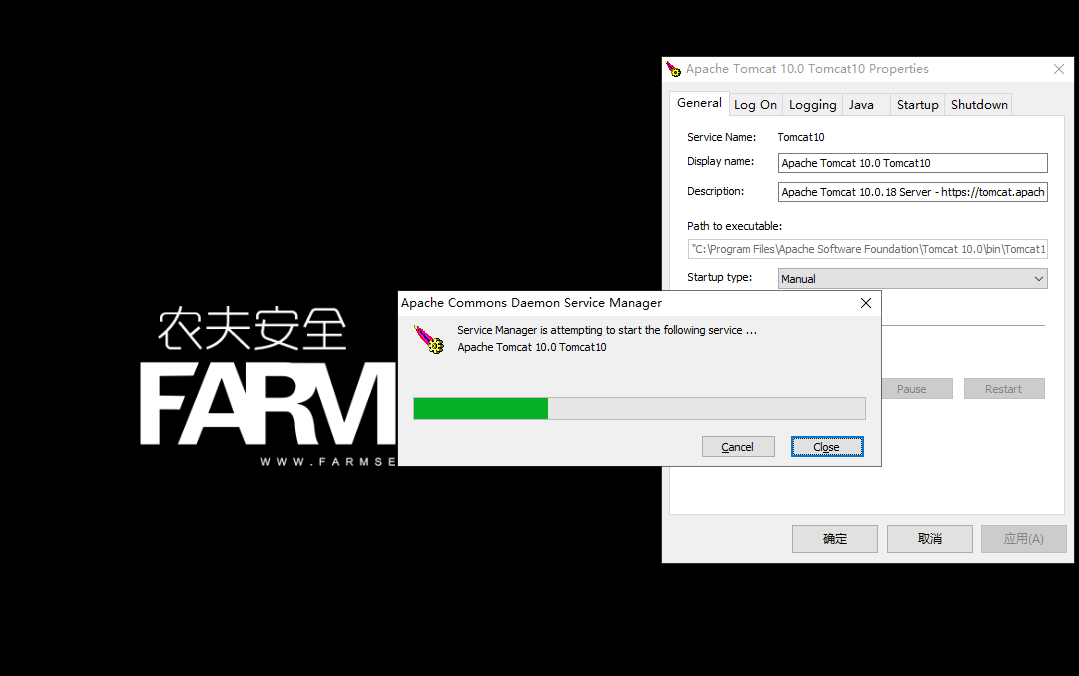 Apache Tomcat 10.0 Tomcat10 Properties
General Log On Logging Java Startup Shutdown
Service Name: Tomcat10
Display name: Apache Tomcat 10.0 Tomcat10
Description: Apache Tomcat 10.0.18 Server - https://tomcat.apach
Path to executable:
"C:\Program Files\Apache Software Foundation\Tomcat 10.0\bin\Tomcat1
Startup type: Manual
Apache Commons Daemon Service Manager
Service Manager is attempting to start the following service ...
Apache Tomcat 10.0 Tomcat10
Pause Restart
Cancel Close
确定 取消 应用(A)
农夫安全
FARM
WWW.FARMSE